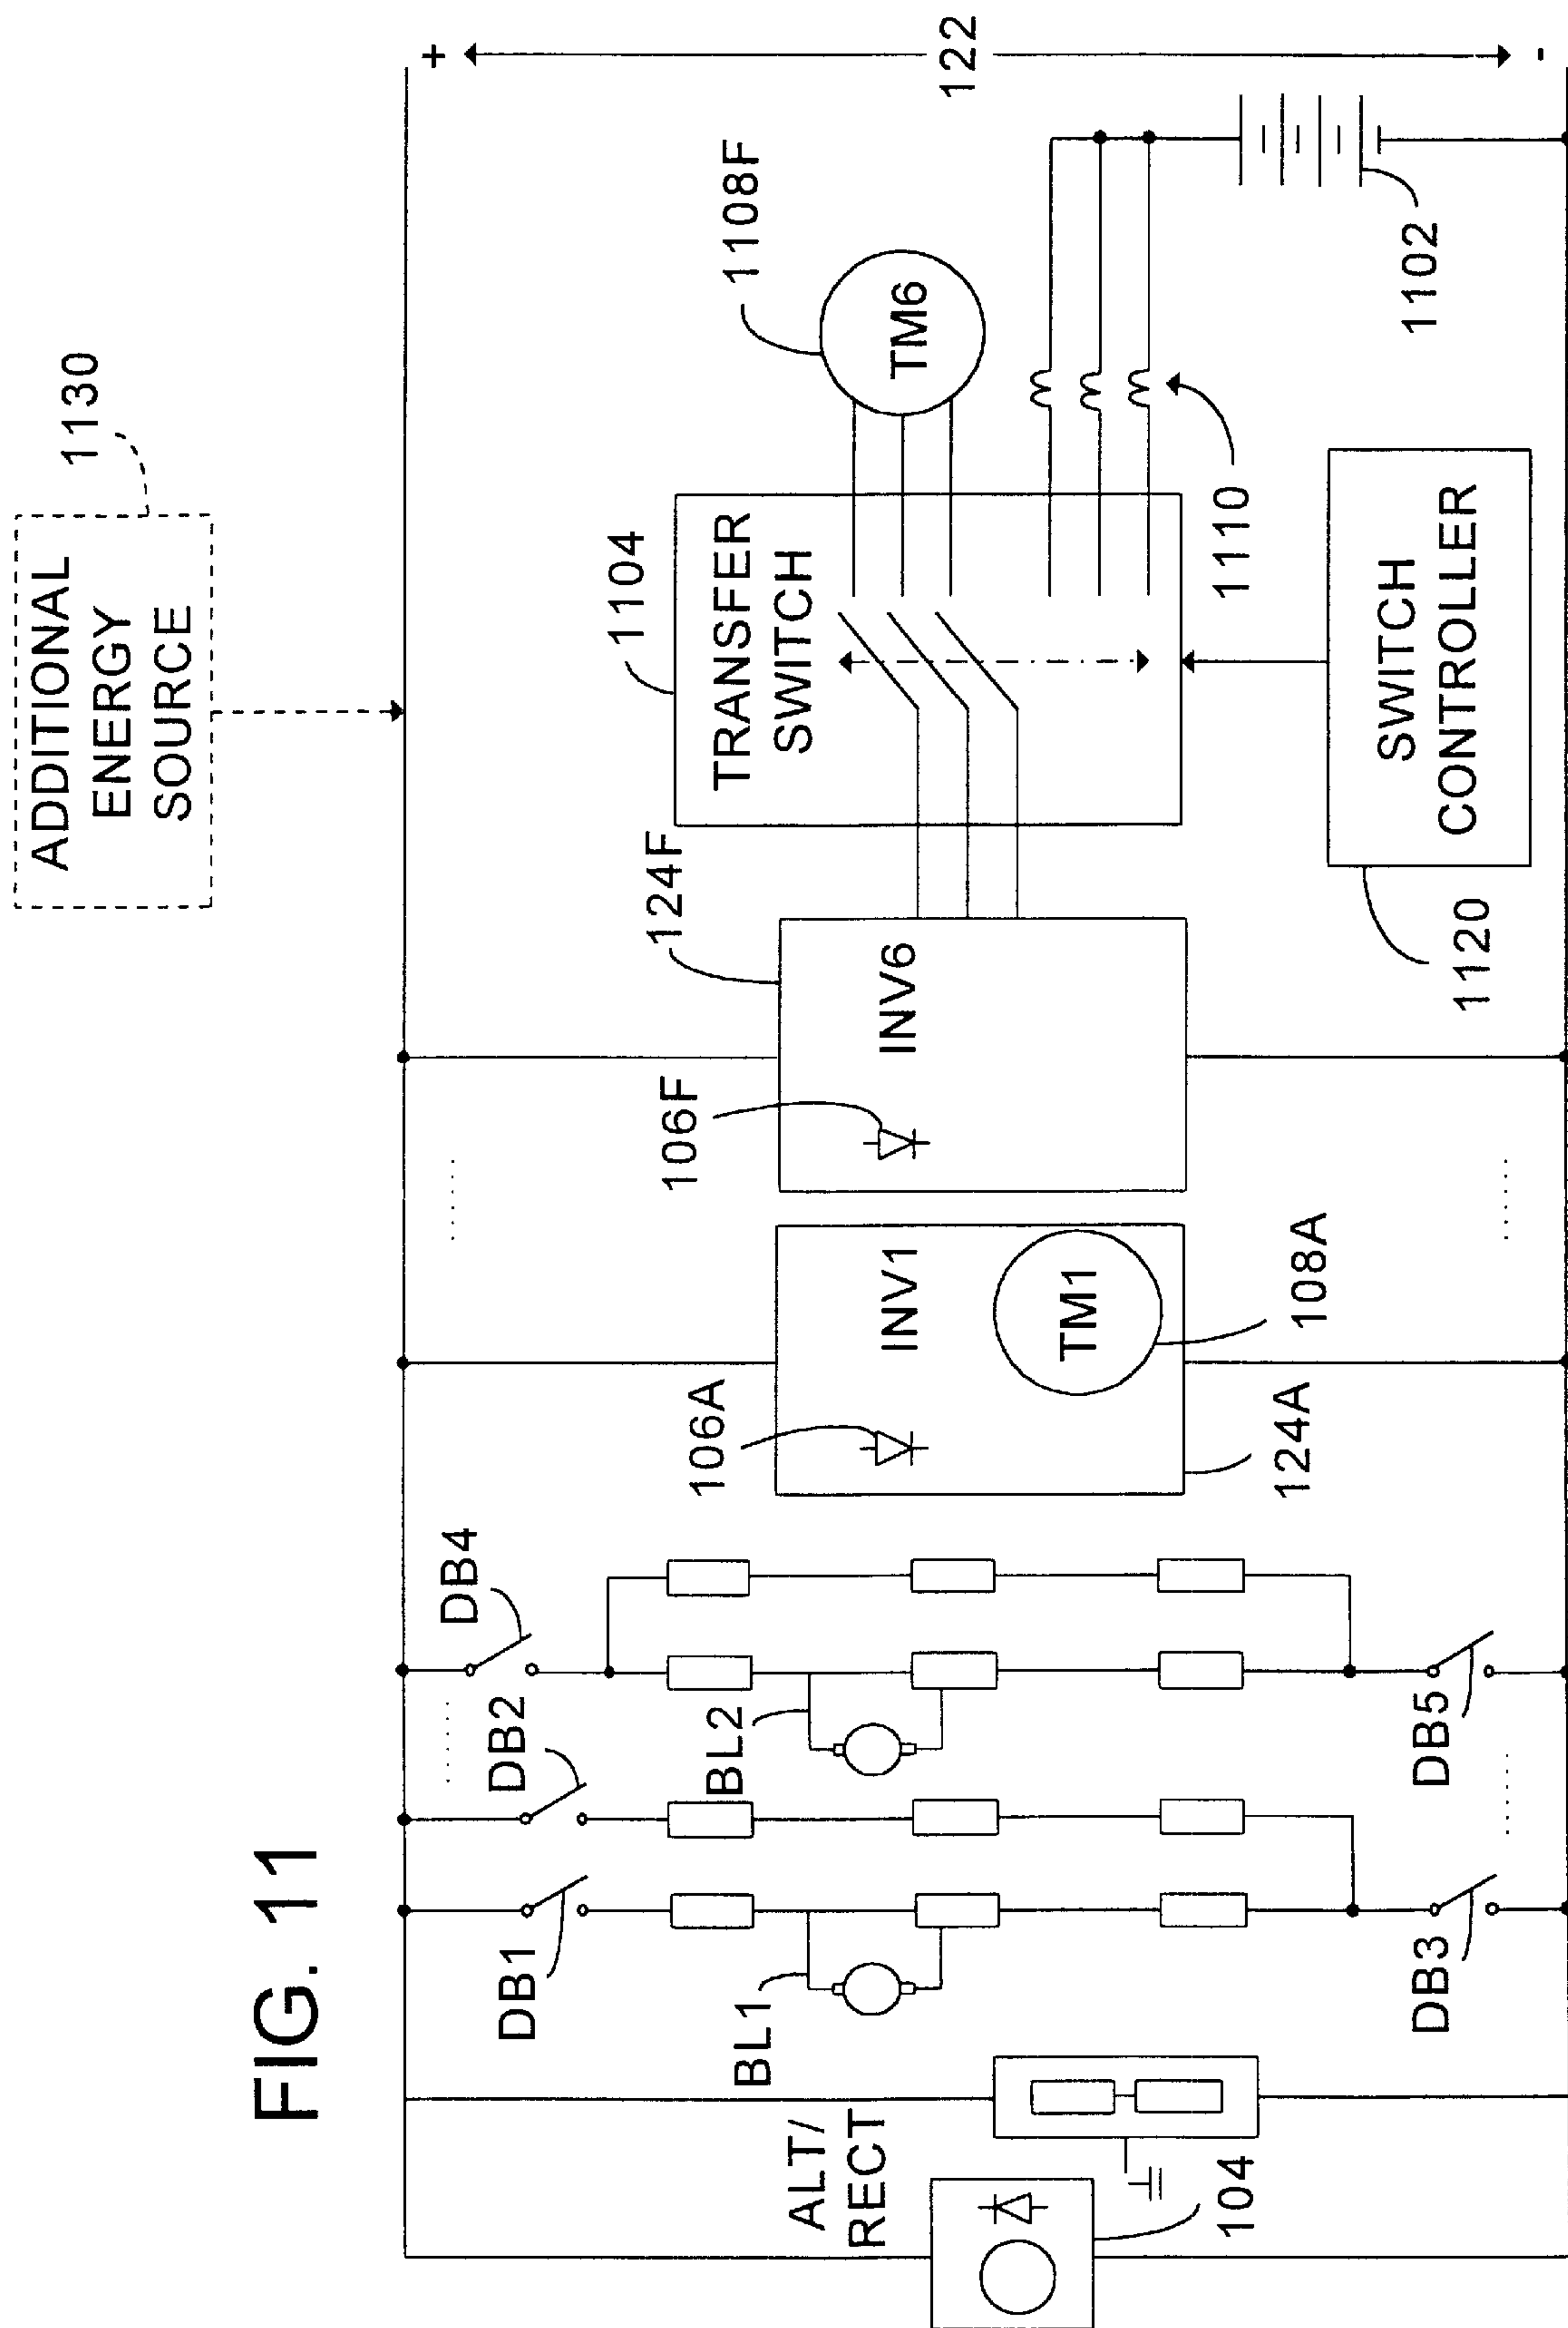 FIG. 11
ADDITIONAL
ENERGY
SOURCE
1130
+
122
-
DB1
DB2
DB4
BL1
BL2
DB3
DB5
ALT/
RECT
104
106A
INV1
TM1
108A
124A
106F
INV6
124F
TRANSFER
SWITCH
1104
TM6
1108F
1110
1102
SWITCH
CONTROLLER
1120